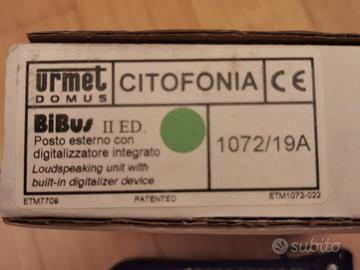 urmet
DOMUS
CITOFONIA
CE
BiBus II ED.
Posto esterno con
digitalizzatore integrato
Loudspeaking unit with
built-in digitalizer device
1072/19A
ETM7709
PATENTED
ETM1072-022
subito